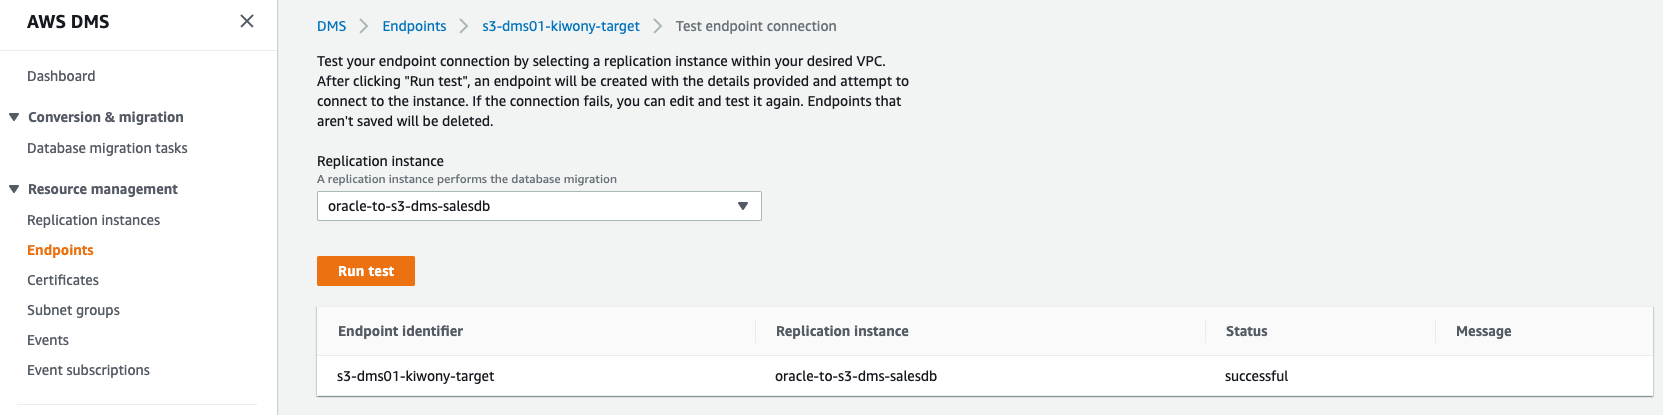 AWS DMS
Dashboard
Conversion & migration
Database migration tasks
Resource management
Replication instances
Endpoints
Certificates
Subnet groups
Events
Event subscriptions
DMS Endpoints s3-dms01-kiwony-target Test endpoint connection
Test your endpoint connection by selecting a replication instance within your desired VPC.
After clicking "Run test", an endpoint will be created with the details provided and attempt to
connect to the instance. If the connection fails, you can edit and test it again. Endpoints that
aren't saved will be deleted.
Replication instance
A replication instance performs the database migration
oracle-to-s3-dms-salesdb
Run test
Endpoint identifier Replication instance Status Message
s3-dms01-kiwony-target oracle-to-s3-dms-salesdb successful